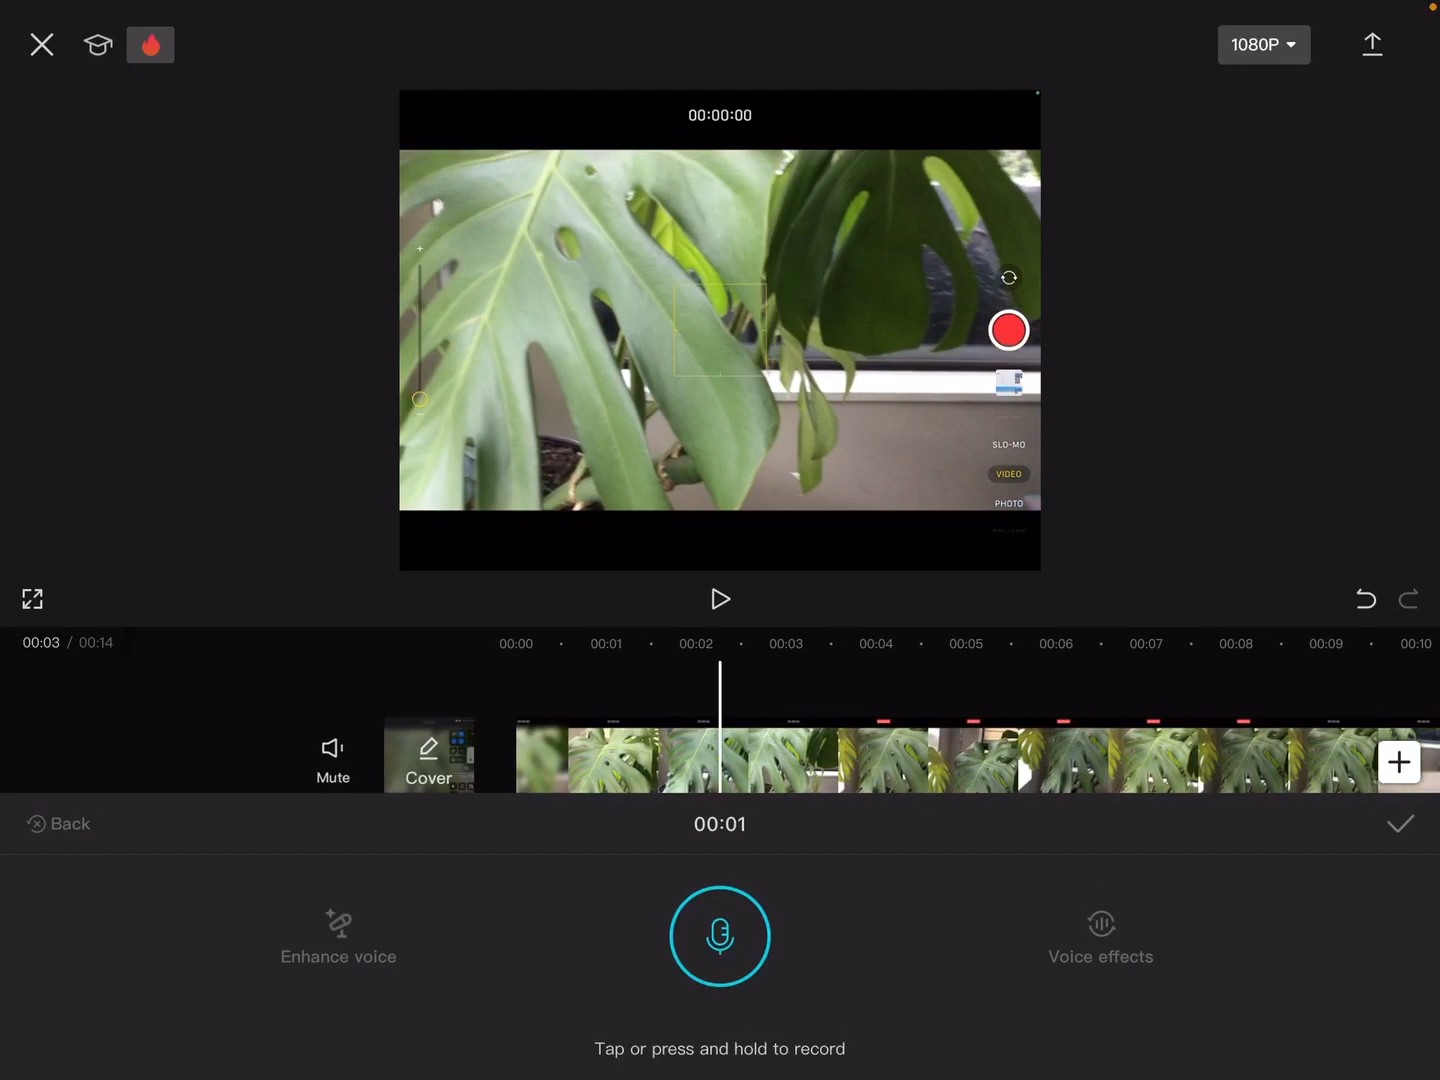 1080P
00:00:00
SLO-MO
VIDEO
PHOTO
00:03 / 00:14
00:00
00:01
00:02
00:03
00:04
00:05
00:06
00:07
00:08
00:09
00:10
Mute
Cover
Back
00:01
Enhance voice
Voice effects
Tap or press and hold to record